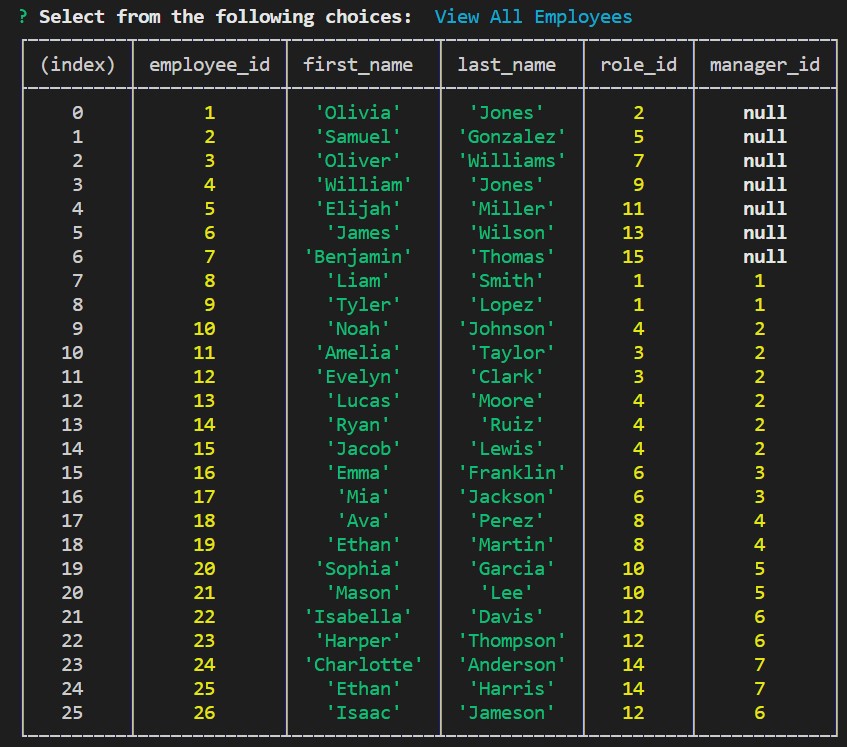 ? Select from the following choices: View All Employees
(index) employee_id first_name last_name role_id manager_id
0 1 'Olivia' 'Jones' 2 null
1 2 'Samuel' 'Gonzalez' 5 null
2 3 'Oliver' 'Williams' 7 null
3 4 'William' 'Jones' 9 null
4 5 'Elijah' 'Miller' 11 null
5 6 'James' 'Wilson' 13 null
6 7 'Benjamin' 'Thomas' 15 null
7 8 'Liam' 'Smith' 1 1
8 9 'Tyler' 'Lopez' 1 1
9 10 'Noah' 'Johnson' 4 2
10 11 'Amelia' 'Taylor' 3 2
11 12 'Evelyn' 'Clark' 3 2
12 13 'Lucas' 'Moore' 4 2
13 14 'Ryan' 'Ruiz' 4 2
14 15 'Jacob' 'Lewis' 4 2
15 16 'Emma' 'Franklin' 6 3
16 17 'Mia' 'Jackson' 6 3
17 18 'Ava' 'Perez' 8 4
18 19 'Ethan' 'Martin' 8 4
19 20 'Sophia' 'Garcia' 10 5
20 21 'Mason' 'Lee' 10 5
21 22 'Isabella' 'Davis' 12 6
22 23 'Harper' 'Thompson' 12 6
23 24 'Charlotte' 'Anderson' 14 7
24 25 'Ethan' 'Harris' 14 7
25 26 'Isaac' 'Jameson' 12 6